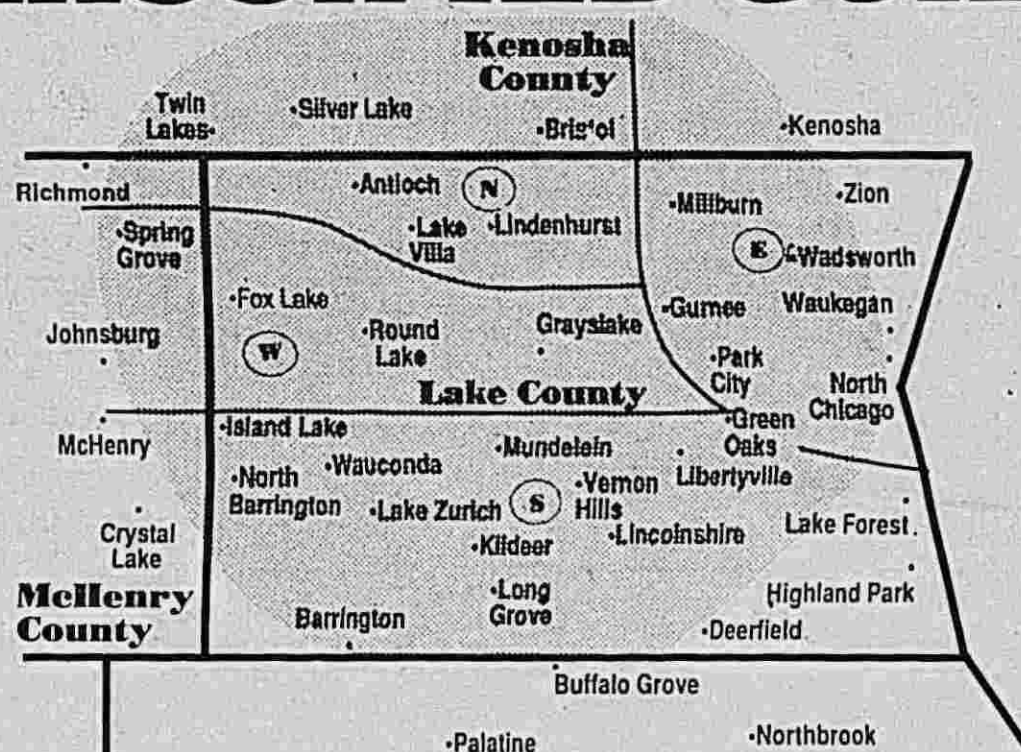 Kenosha
County
Twin
Lakes
Silver Lake
Bristol
Kenosha
Richmond
Antioch
N
Millburn
Zion
Spring
Grove
Lake
Villa
Lindenhurst
E
Wadsworth
Fox Lake
Gurnee
Waukegan
Johnsburg
W
Round
Lake
Grayslake
Park
City
North
Chicago
Lake County
McHenry
Island Lake
Green
Oaks
Mundelein
North
Barrington
Wauconda
Vernon
Hills
Libertyville
Lake Zurich
S
Crystal
Lake
Kildeer
Lincolnshire
Lake Forest
McHenry
County
Long
Grove
Highland Park
Barrington
Deerfield
Buffalo Grove
Palatine
Northbrook